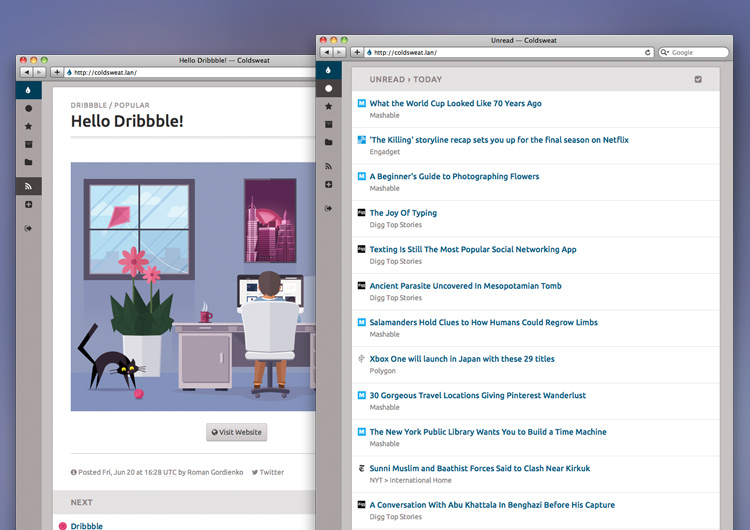 Hello Dribbble! — Coldsweat
http://coldsweat.lan/
DRIBBBLE / POPULAR
Hello Dribbble!
Visit Website
Posted Fri, Jun 20 at 16:28 UTC by Roman Gordienko
Twitter
NEXT
Dribbble
Unread — Coldsweat
http://coldsweat.lan/
Google
UNREAD › TODAY
What the World Cup Looked Like 70 Years Ago
Mashable
'The Killing' storyline recap sets you up for the final season on Netflix
Engadget
A Beginner's Guide to Photographing Flowers
Mashable
The Joy Of Typing
Digg Top Stories
Texting Is Still The Most Popular Social Networking App
Digg Top Stories
Ancient Parasite Uncovered In Mesopotamian Tomb
Digg Top Stories
Salamanders Hold Clues to How Humans Could Regrow Limbs
Mashable
Xbox One will launch in Japan with these 29 titles
Polygon
30 Gorgeous Travel Locations Giving Pinterest Wanderlust
Mashable
The New York Public Library Wants You to Build a Time Machine
Mashable
Sunni Muslim and Baathist Forces Said to Clash Near Kirkuk
NYT > International Home
A Conversation With Abu Khattala In Benghazi Before His Capture
Digg Top Stories